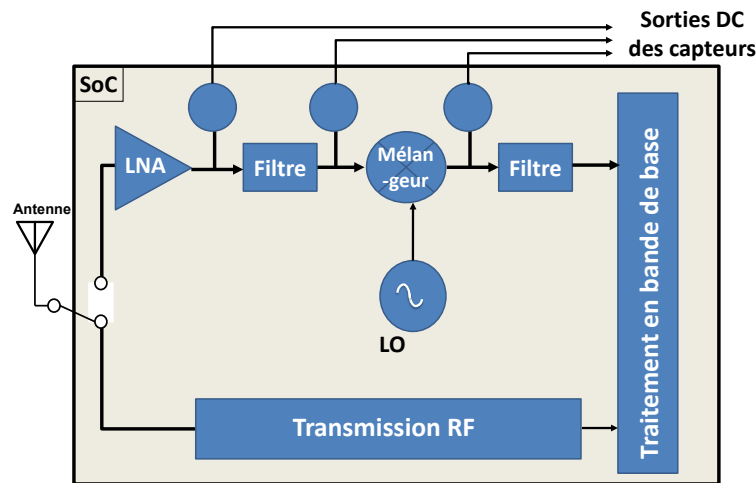 Sorties DC
des capteurs
SoC
LNA
Filtre
Mélan
-geur
Filtre
Antenne
LO
Transmission RF
Traitement en bande de base